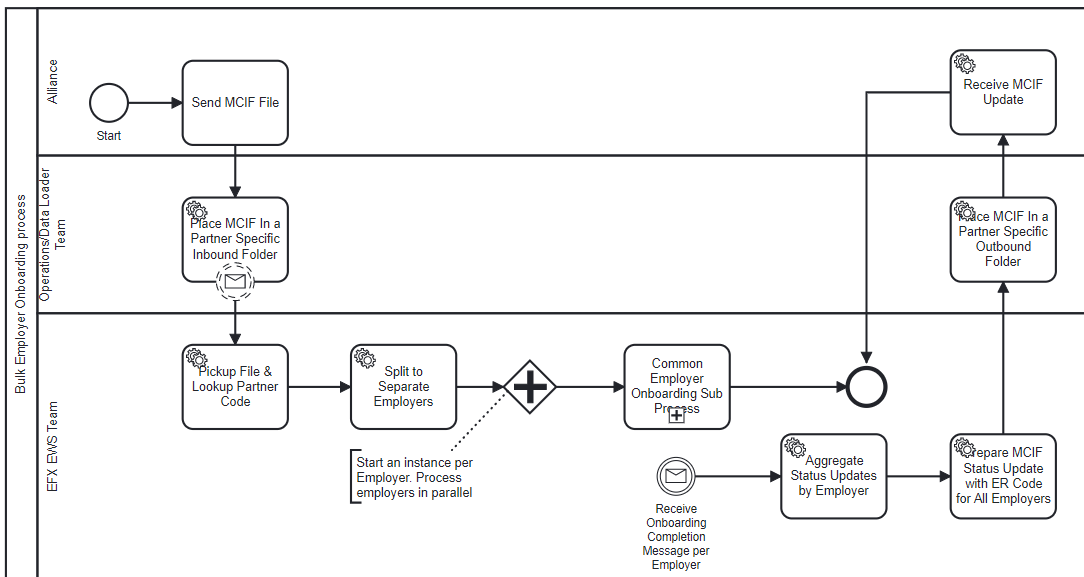 Bulk Employer Onboarding process
Alliance
Start
Send MCIF File
Receive MCIF
Update
Operations/Data Loader
Team
Place MCIF In a
Partner Specific
Inbound Folder
Place MCIF In a
Partner Specific
Outbound
Folder
EFX EWS Team
Pickup File &
Lookup Partner
Code
Split to
Separate
Employers
Start an instance per
Employer. Process
employers in parallel
Common
Employer
Onboarding Sub
Process
Receive
Onboarding
Completion
Message per
Employer
Aggregate
Status Updates
by Employer
Prepare MCIF
Status Update
with ER Code
for All Employers